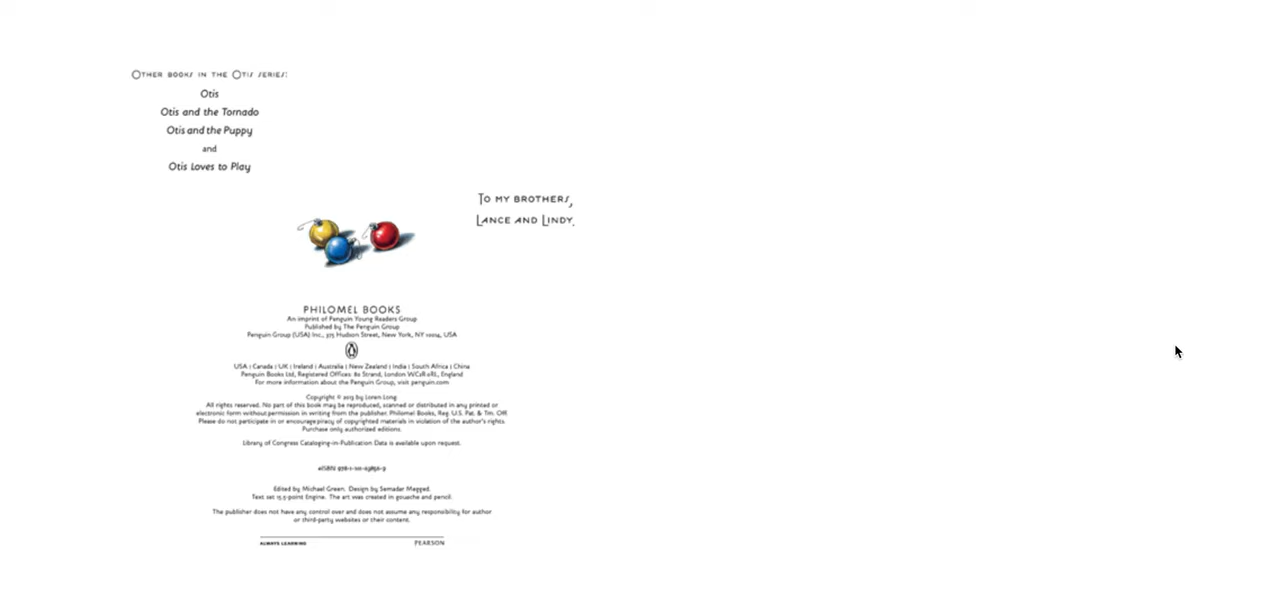 OTHER BOOKS IN THE OTIS SERIES:
Otis
Otis and the Tornado
Otis and the Puppy
and
Otis Loves to Play
TO MY BROTHERS,
LANCE AND LINDY.
PHILOMEL BOOKS
An imprint of Penguin Young Readers Group
Published by The Penguin Group
Penguin Group (USA) Inc., 375 Hudson Street, New York, NY 10014, USA
USA | Canada | UK | Ireland | Australia | New Zealand | India | South Africa | China
Penguin Books Ltd, Registered Offices: 80 Strand, London WC2R 0RL, England
For more information about the Penguin Group, visit penguin.com
Copyright © 2013 by Loren Long
All rights reserved. No part of this book may be reproduced, scanned or distributed in any printed or
electronic form without permission in writing from the publisher. Philomel Books, Reg. U.S. Pat. & Tm. Off.
Please do not participate in or encourage piracy of copyrighted materials in violation of the author's rights.
Purchase only authorized editions.
Library of Congress Cataloging-in-Publication Data is available upon request.
eISBN
Edited by Michael Green. Design by Semadar Megged.
Text set 15.5-point Engine. The art was created in gouache and pencil.
The publisher does not have any control over and does not assume any responsibility for author
or third-party websites or their content.
ALWAYS LEARNING
PEARSON